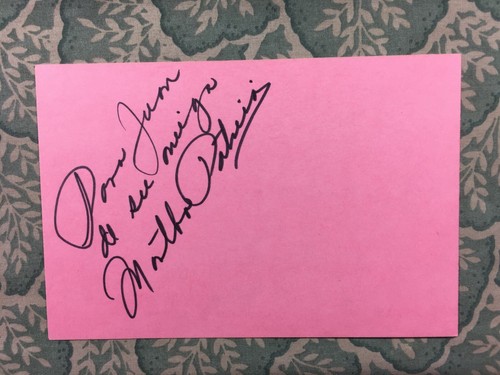 Para Juan
de su amiga
Martha Patricia